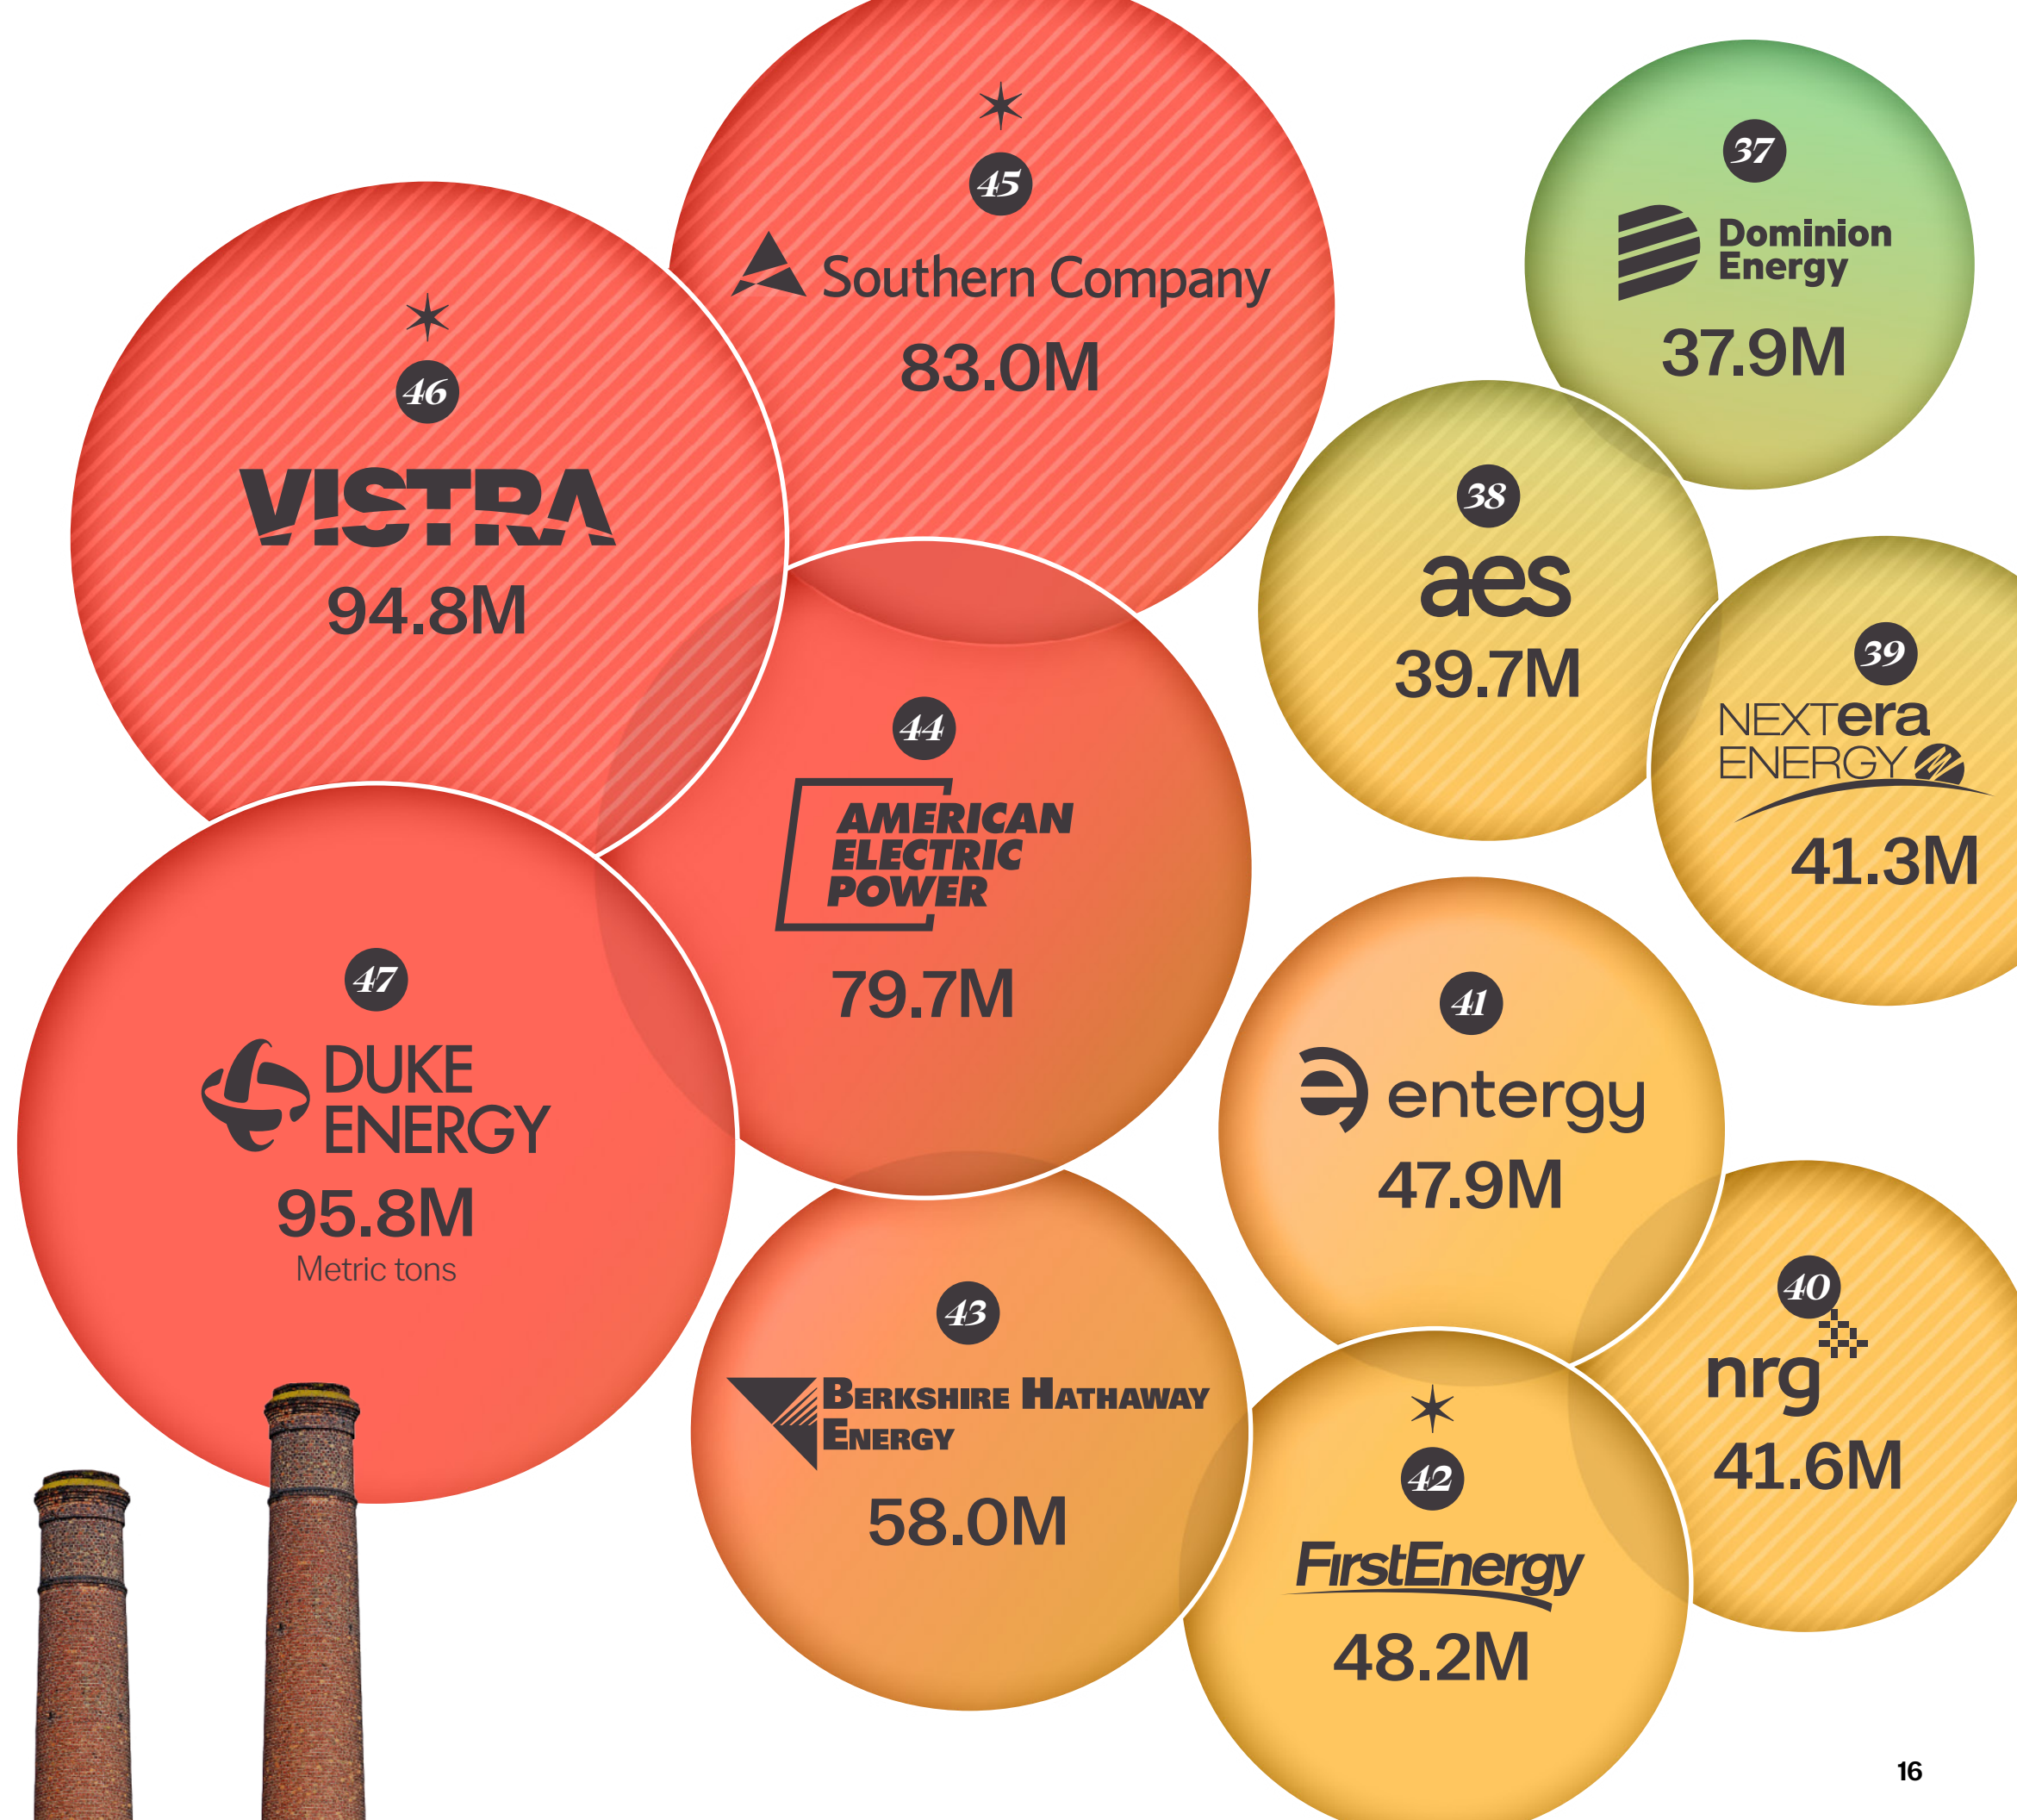 ✶
45
Southern Company
83.0M
37
Dominion
Energy
37.9M
✶
46
VISTRA
94.8M
38
aes
39.7M
39
NEXTera
ENERGY
41.3M
44
AMERICAN
ELECTRIC
POWER
79.7M
47
DUKE
ENERGY
95.8M
Metric tons
41
entergy
47.9M
40
nrg
41.6M
43
BERKSHIRE HATHAWAY
ENERGY
58.0M
✶
42
FirstEnergy
48.2M
16